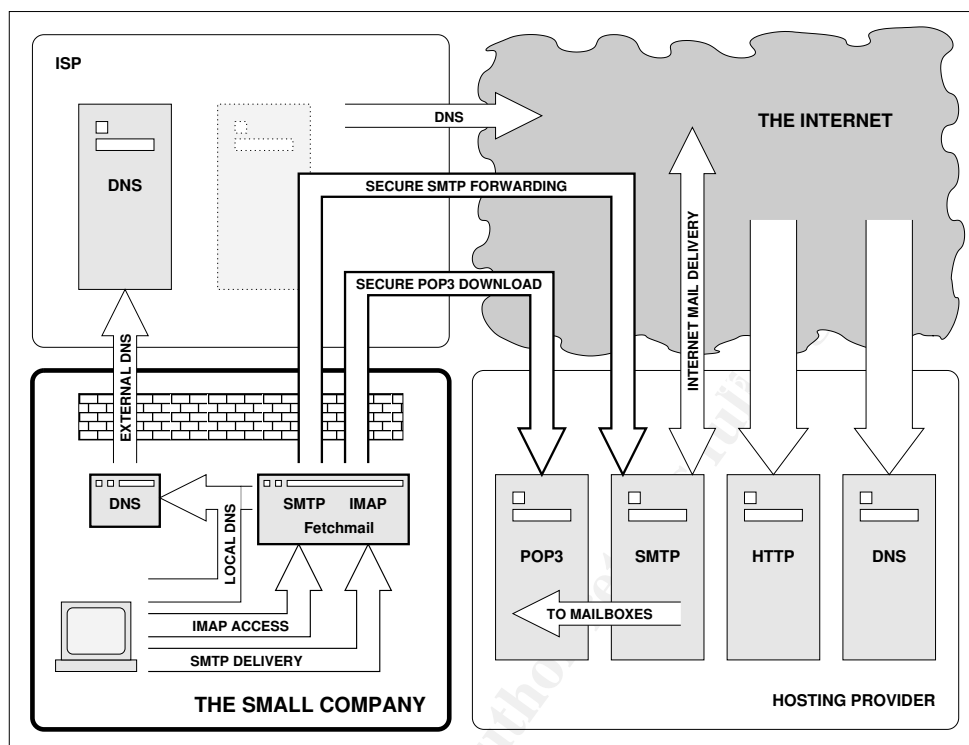 ISP
DNS
DNS
THE INTERNET
SECURE SMTP FORWARDING
SECURE POP3 DOWNLOAD
INTERNET MAIL DELIVERY
EXTERNAL DNS
DNS
SMTP IMAP
Fetchmail
LOCAL DNS
IMAP ACCESS
SMTP DELIVERY
THE SMALL COMPANY
POP3
SMTP
HTTP
DNS
TO MAILBOXES
HOSTING PROVIDER